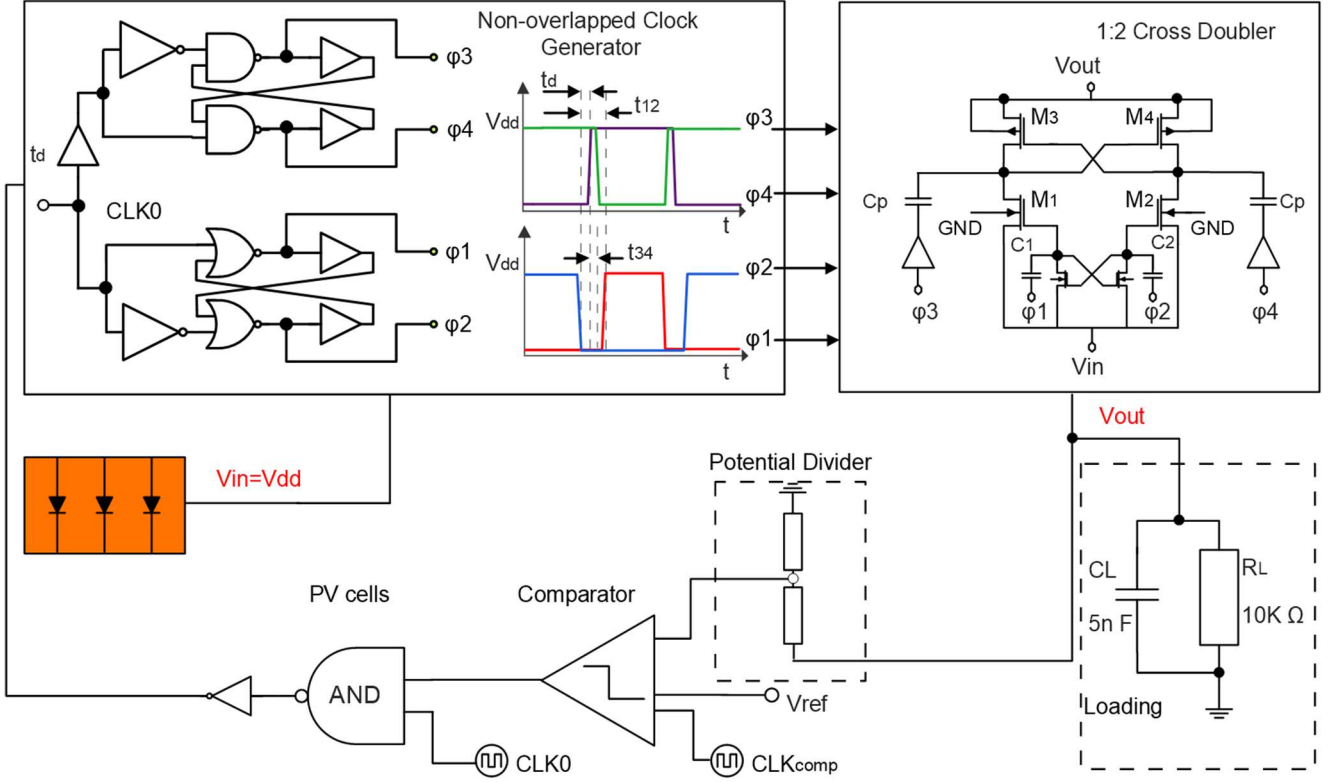 Non-overlapped Clock
Generator
1:2 Cross Doubler
φ3
φ4
td
CLK0
φ1
φ2
td
t12
Vdd
φ3
φ4
t
t34
Vdd
φ2
φ1
t
Vout
M3
M4
Cp
M1
M2
Cp
GND
GND
C1
C2
φ1
φ2
φ3
φ4
Vin
Vout
Vin=Vdd
Potential Divider
PV cells
Comparator
CL
5n F
RL
10K Ω
AND
Vref
Loading
CLK0
CLKcomp